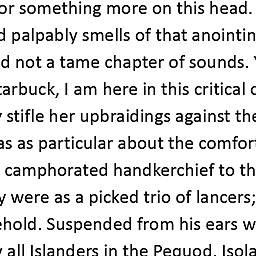 or something more on this head.
d palpably smells of that anointin
d not a tame chapter of sounds.
tarbuck, I am here in this critical
stifle her upbraidings against the
as as particular about the comfor
camphorated handkerchief to th
y were as a picked trio of lancers;
ehold. Suspended from his ears w
y all Islanders in the Pequod, Isola